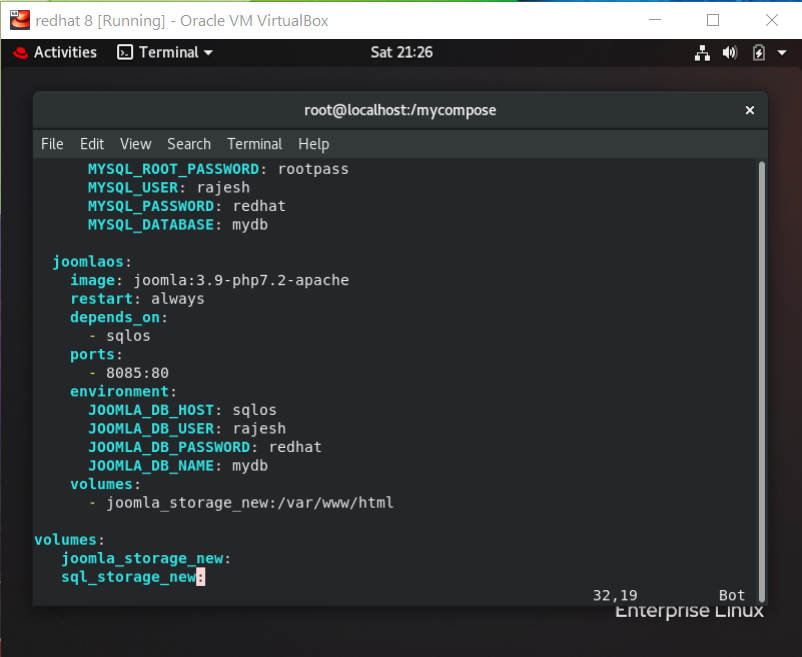 redhat 8 [Running] - Oracle VM VirtualBox
Activities Terminal Sat 21:26
root@localhost:/mycompose
File Edit View Search Terminal Help
MYSQL_ROOT_PASSWORD: rootpass
MYSQL_USER: rajesh
MYSQL_PASSWORD: redhat
MYSQL_DATABASE: mydb
joomlaos:
image: joomla:3.9-php7.2-apache
restart: always
depends_on:
- sqlos
ports:
- 8085:80
environment:
JOOMLA_DB_HOST: sqlos
JOOMLA_DB_USER: rajesh
JOOMLA_DB_PASSWORD: redhat
JOOMLA_DB_NAME: mydb
volumes:
- joomla_storage_new:/var/www/html
volumes:
joomla_storage_new:
sql_storage_new:
32,19 Bot
Enterprise Linux